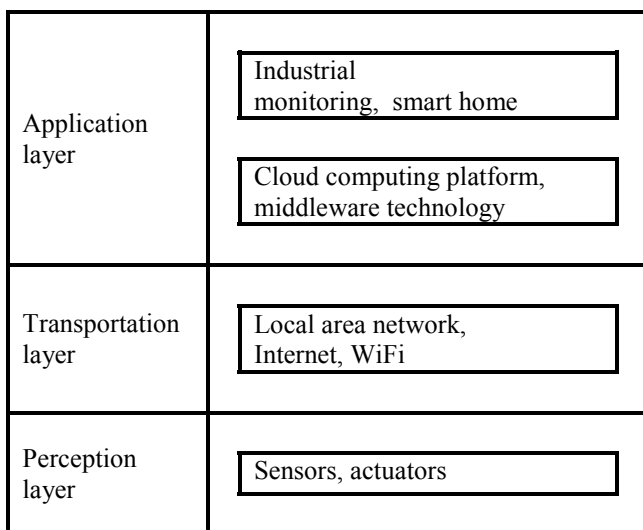 Application
layer
Industrial
monitoring, smart home
Cloud computing platform,
middleware technology
Transportation
layer
Local area network,
Internet, WiFi
Perception
layer
Sensors, actuators